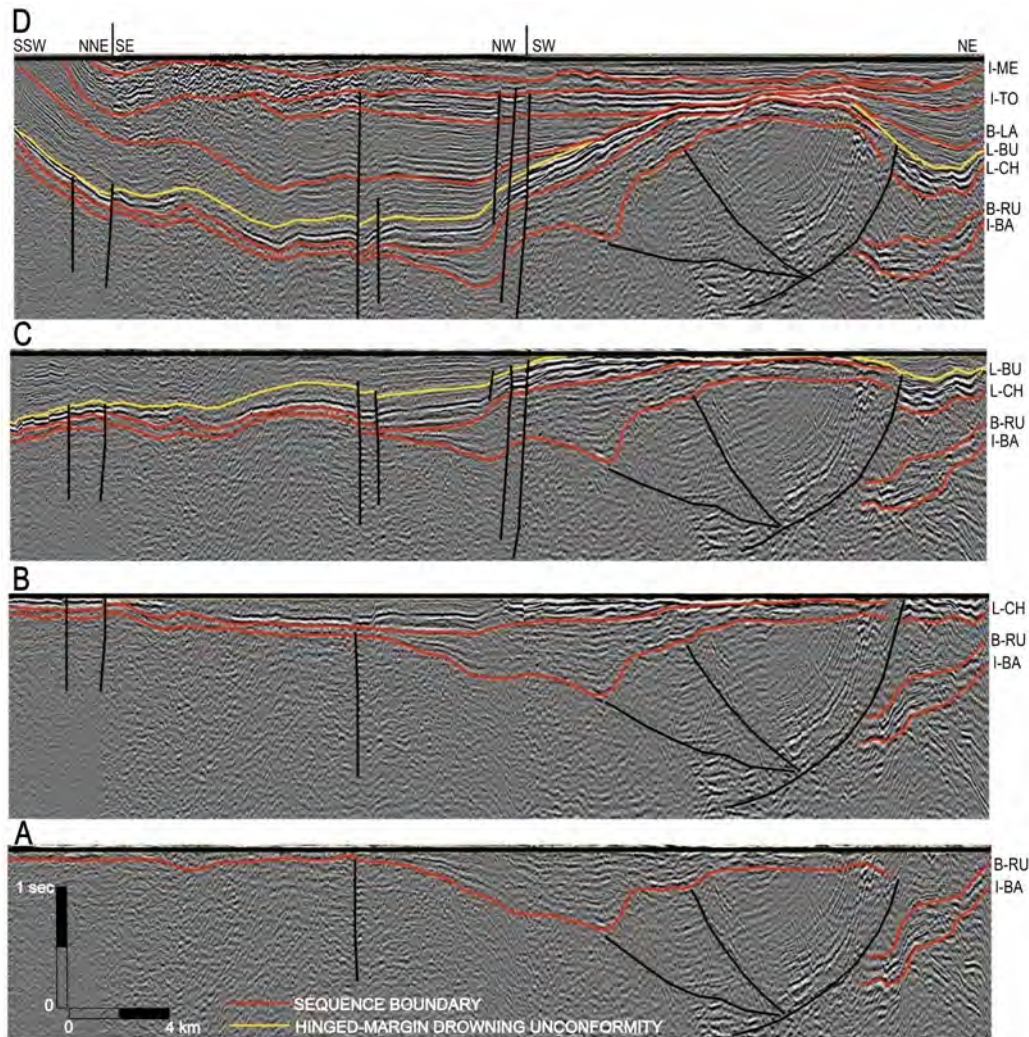 D
SSW NNE SE NW SW NE
I-ME
I-TO
B-LA
L-BU
L-CH
B-RU
I-BA
C
L-BU
L-CH
B-RU
I-BA
B
L-CH
B-RU
I-BA
A
B-RU
I-BA
1 sec
0
0 4 km
SEQUENCE BOUNDARY
HINGED-MARGIN DROWNING UNCONFORMITY